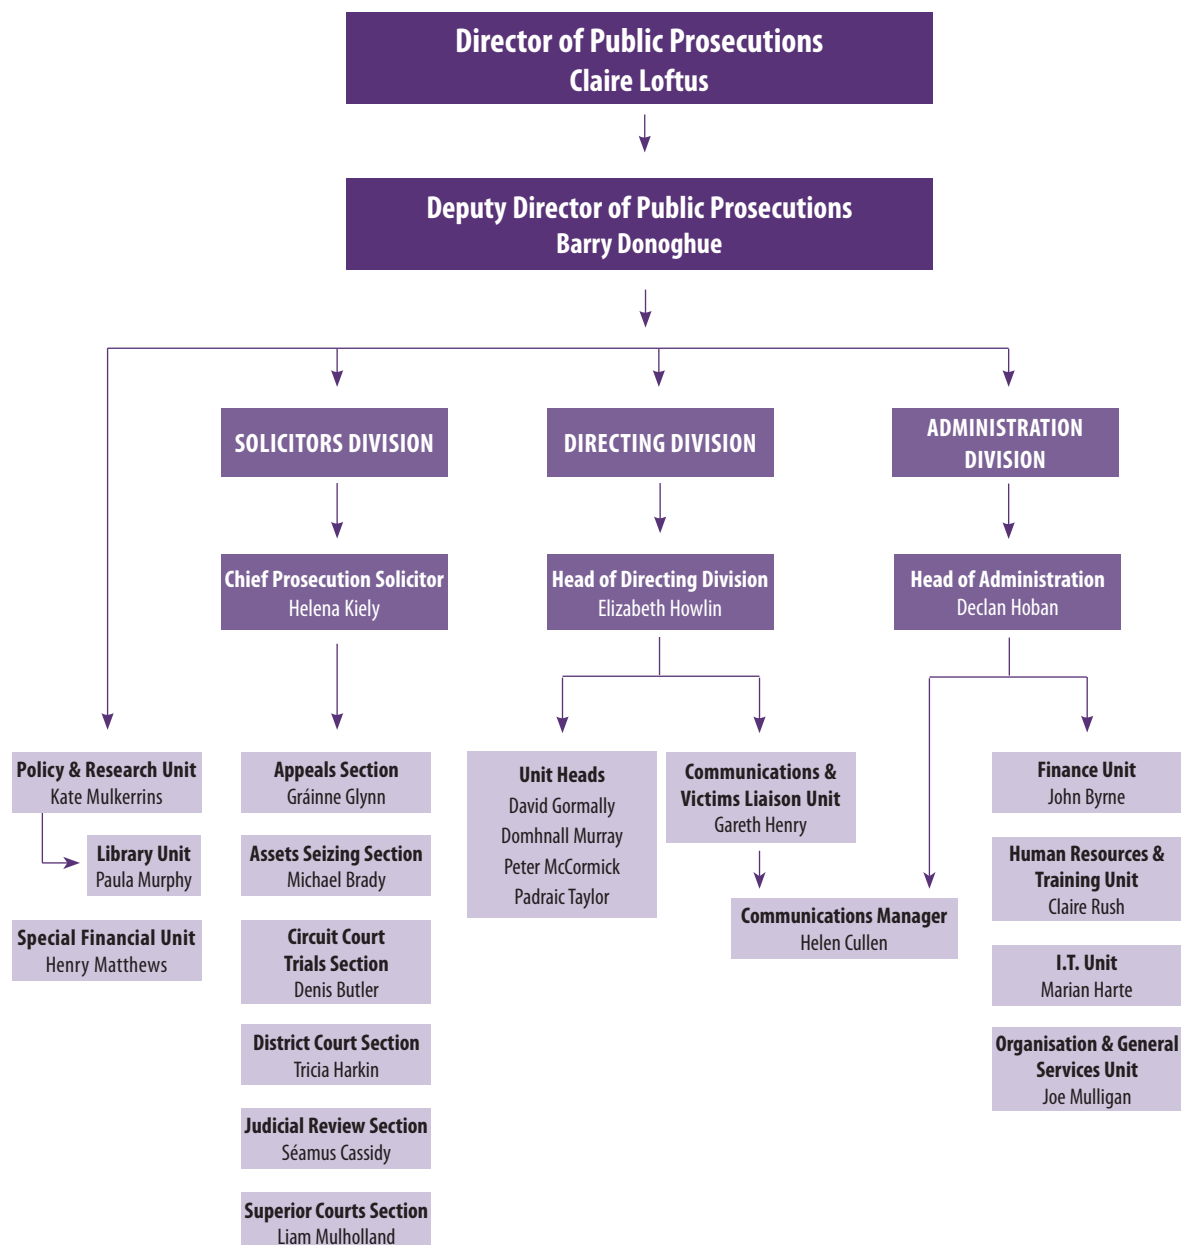 Director of Public Prosecutions
Claire Loftus
Deputy Director of Public Prosecutions
Barry Donoghue
SOLICITORS DIVISION
DIRECTING DIVISION
ADMINISTRATION
DIVISION
Chief Prosecution Solicitor
Helena Kiely
Head of Directing Division
Elizabeth Howlin
Head of Administration
Declan Hoban
Policy & Research Unit
Kate Mulkerrins
Library Unit
Paula Murphy
Special Financial Unit
Henry Matthews
Appeals Section
Gráinne Glynn
Assets Seizing Section
Michael Brady
Circuit Court
Trials Section
Denis Butler
District Court Section
Tricia Harkin
Judicial Review Section
Séamus Cassidy
Superior Courts Section
Liam Mulholland
Unit Heads
David Gormally
Domhnall Murray
Peter McCormick
Padraic Taylor
Communications &
Victims Liaison Unit
Gareth Henry
Communications Manager
Helen Cullen
Finance Unit
John Byrne
Human Resources &
Training Unit
Claire Rush
I.T. Unit
Marian Harte
Organisation & General
Services Unit
Joe Mulligan